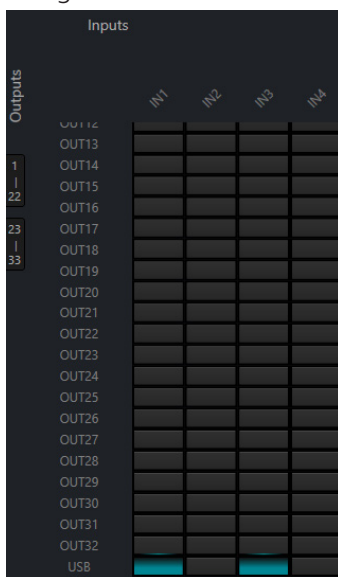 Inputs
Outputs
IN1 IN2 IN3 IN4
OUT12
OUT13
1 OUT14
| OUT15
22 OUT16
23 OUT17
| OUT18
33 OUT19
OUT20
OUT21
OUT22
OUT23
OUT24
OUT25
OUT26
OUT27
OUT28
OUT29
OUT30
OUT31
OUT32
USB